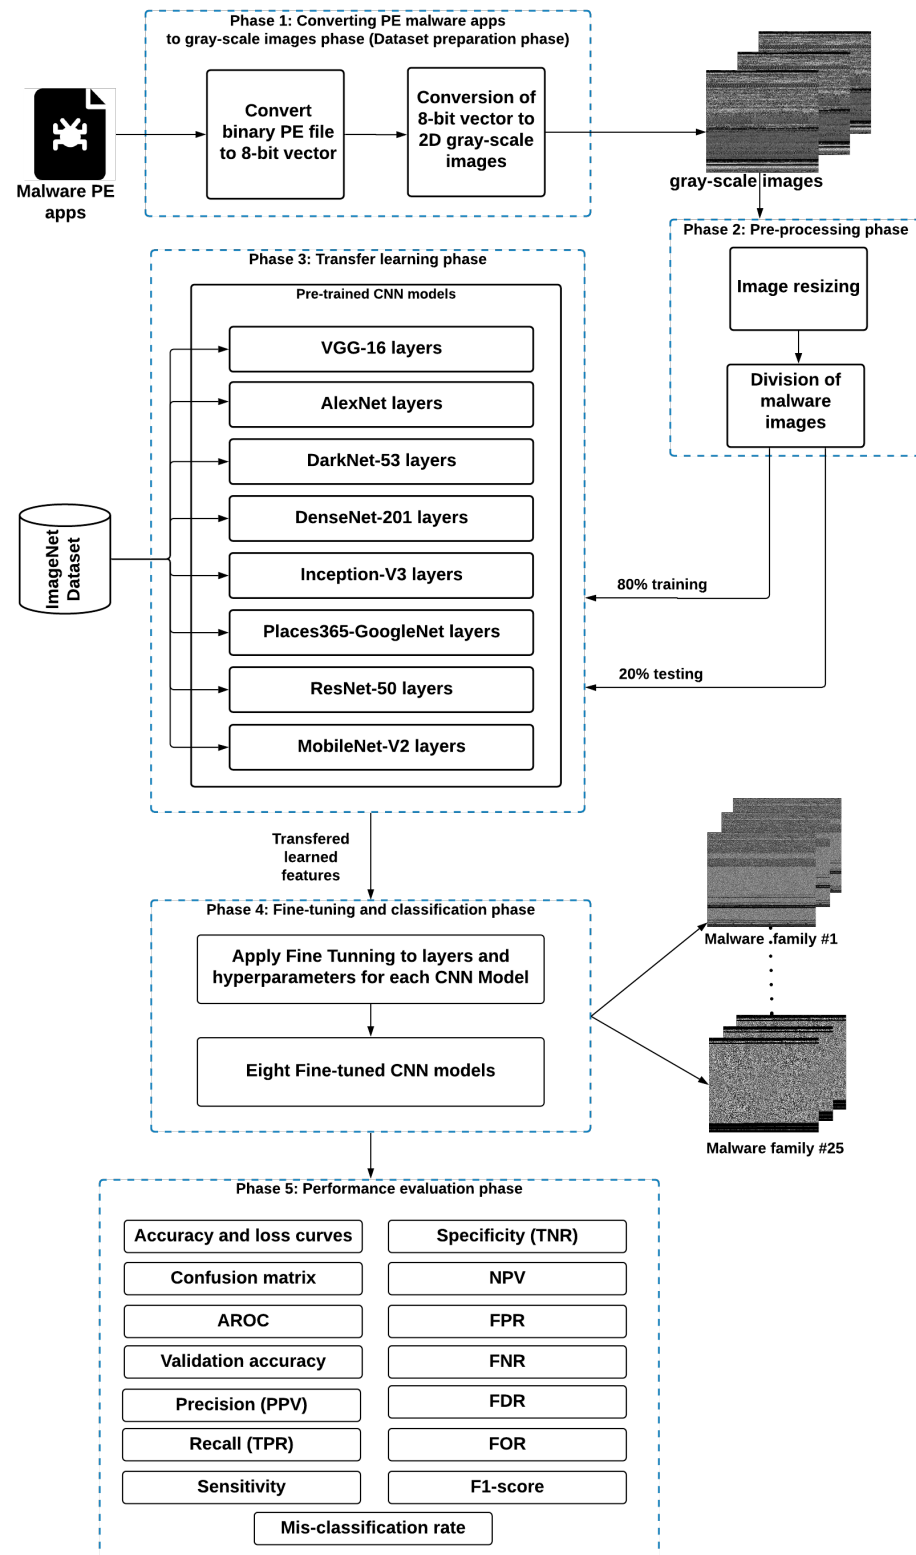 Phase 1: Converting PE malware apps
to gray-scale images phase (Dataset preparation phase)
Malware PE
apps
Convert
binary PE file
to 8-bit vector
Conversion of
8-bit vector to
2D gray-scale
images
gray-scale images
Phase 2: Pre-processing phase
Image resizing
Division of
malware
images
80% training
20% testing
Phase 3: Transfer learning phase
Pre-trained CNN models
ImageNet
Dataset
VGG-16 layers
AlexNet layers
DarkNet-53 layers
DenseNet-201 layers
Inception-V3 layers
Places365-GoogleNet layers
ResNet-50 layers
MobileNet-V2 layers
Transfered
learned
features
Phase 4: Fine-tuning and classification phase
Apply Fine Tunning to layers and
hyperparameters for each CNN Model
Eight Fine-tuned CNN models
Malware family #1
Malware family #25
Phase 5: Performance evaluation phase
Accuracy and loss curves
Confusion matrix
AROC
Validation accuracy
Precision (PPV)
Recall (TPR)
Sensitivity
Specificity (TNR)
NPV
FPR
FNR
FDR
FOR
F1-score
Mis-classification rate